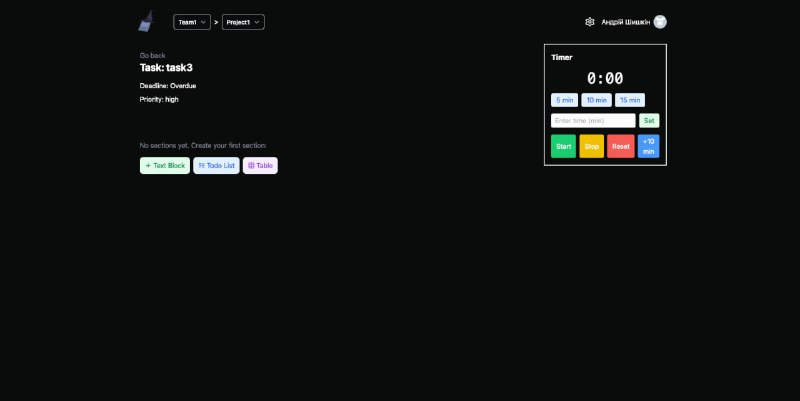 Team1 > Project1
Андрій Шишкін
Go back
Task: task3
Deadline: Overdue
Priority: high
No sections yet. Create your first section:
+ Text Block
Todo List
Table
Timer
0:00
5 min
10 min
15 min
Enter time (min)
Set
Start
Stop
Reset
+10
min